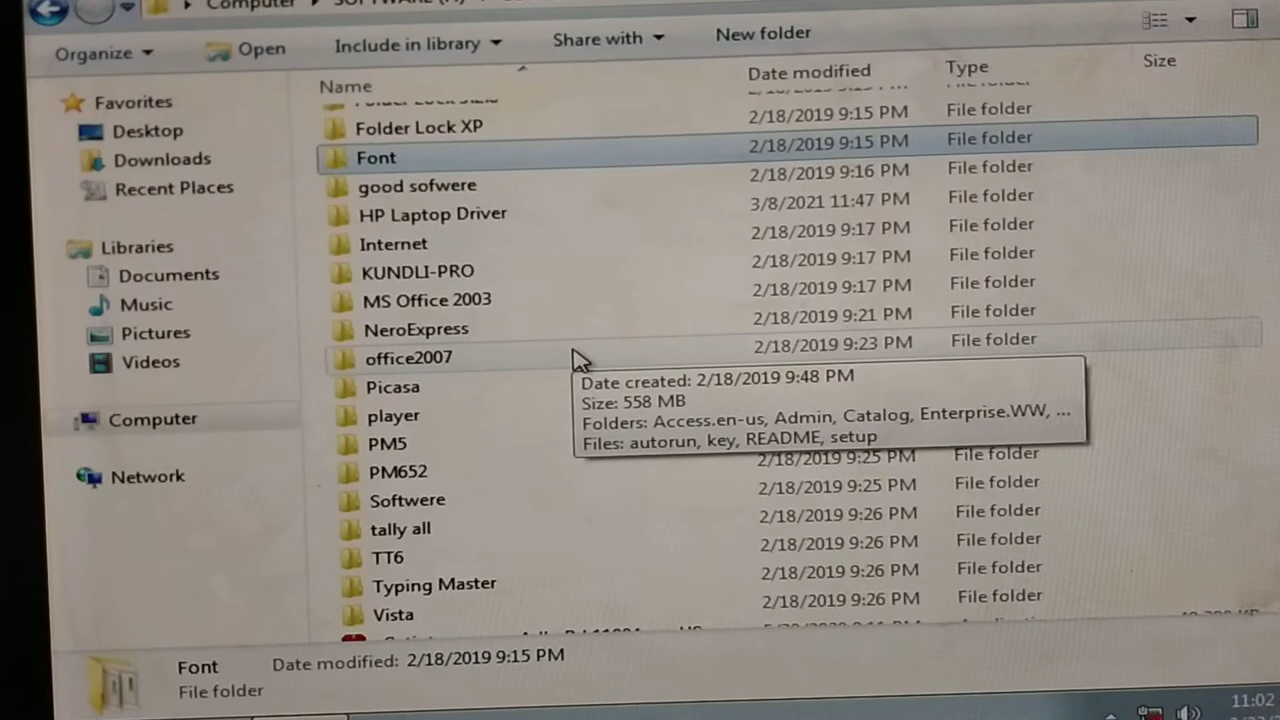 Computer
Organize Open Include in library Share with New folder
Favorites
Desktop
Downloads
Recent Places
Libraries
Documents
Music
Pictures
Videos
Computer
Network
Name Date modified Type Size
Folder Lock XP 2/18/2019 9:15 PM File folder
Font 2/18/2019 9:15 PM File folder
good sofwere 2/18/2019 9:16 PM File folder
HP Laptop Driver 3/8/2021 11:47 PM File folder
Internet 2/18/2019 9:17 PM File folder
KUNDLI-PRO 2/18/2019 9:17 PM File folder
MS Office 2003 2/18/2019 9:17 PM File folder
NeroExpress 2/18/2019 9:21 PM File folder
office2007 2/18/2019 9:23 PM File folder
Picasa
player
PM5
PM652 2/18/2019 9:25 PM File folder
Softwere 2/18/2019 9:25 PM File folder
tally all 2/18/2019 9:26 PM File folder
TT6 2/18/2019 9:26 PM File folder
Typing Master 2/18/2019 9:26 PM File folder
Vista 2/18/2019 9:26 PM File folder
Date created: 2/18/2019 9:48 PM
Size: 558 MB
Folders: Access.en-us, Admin, Catalog, Enterprise.WW, ...
Files: autorun, key, README, setup
Font Date modified: 2/18/2019 9:15 PM
File folder
11:02